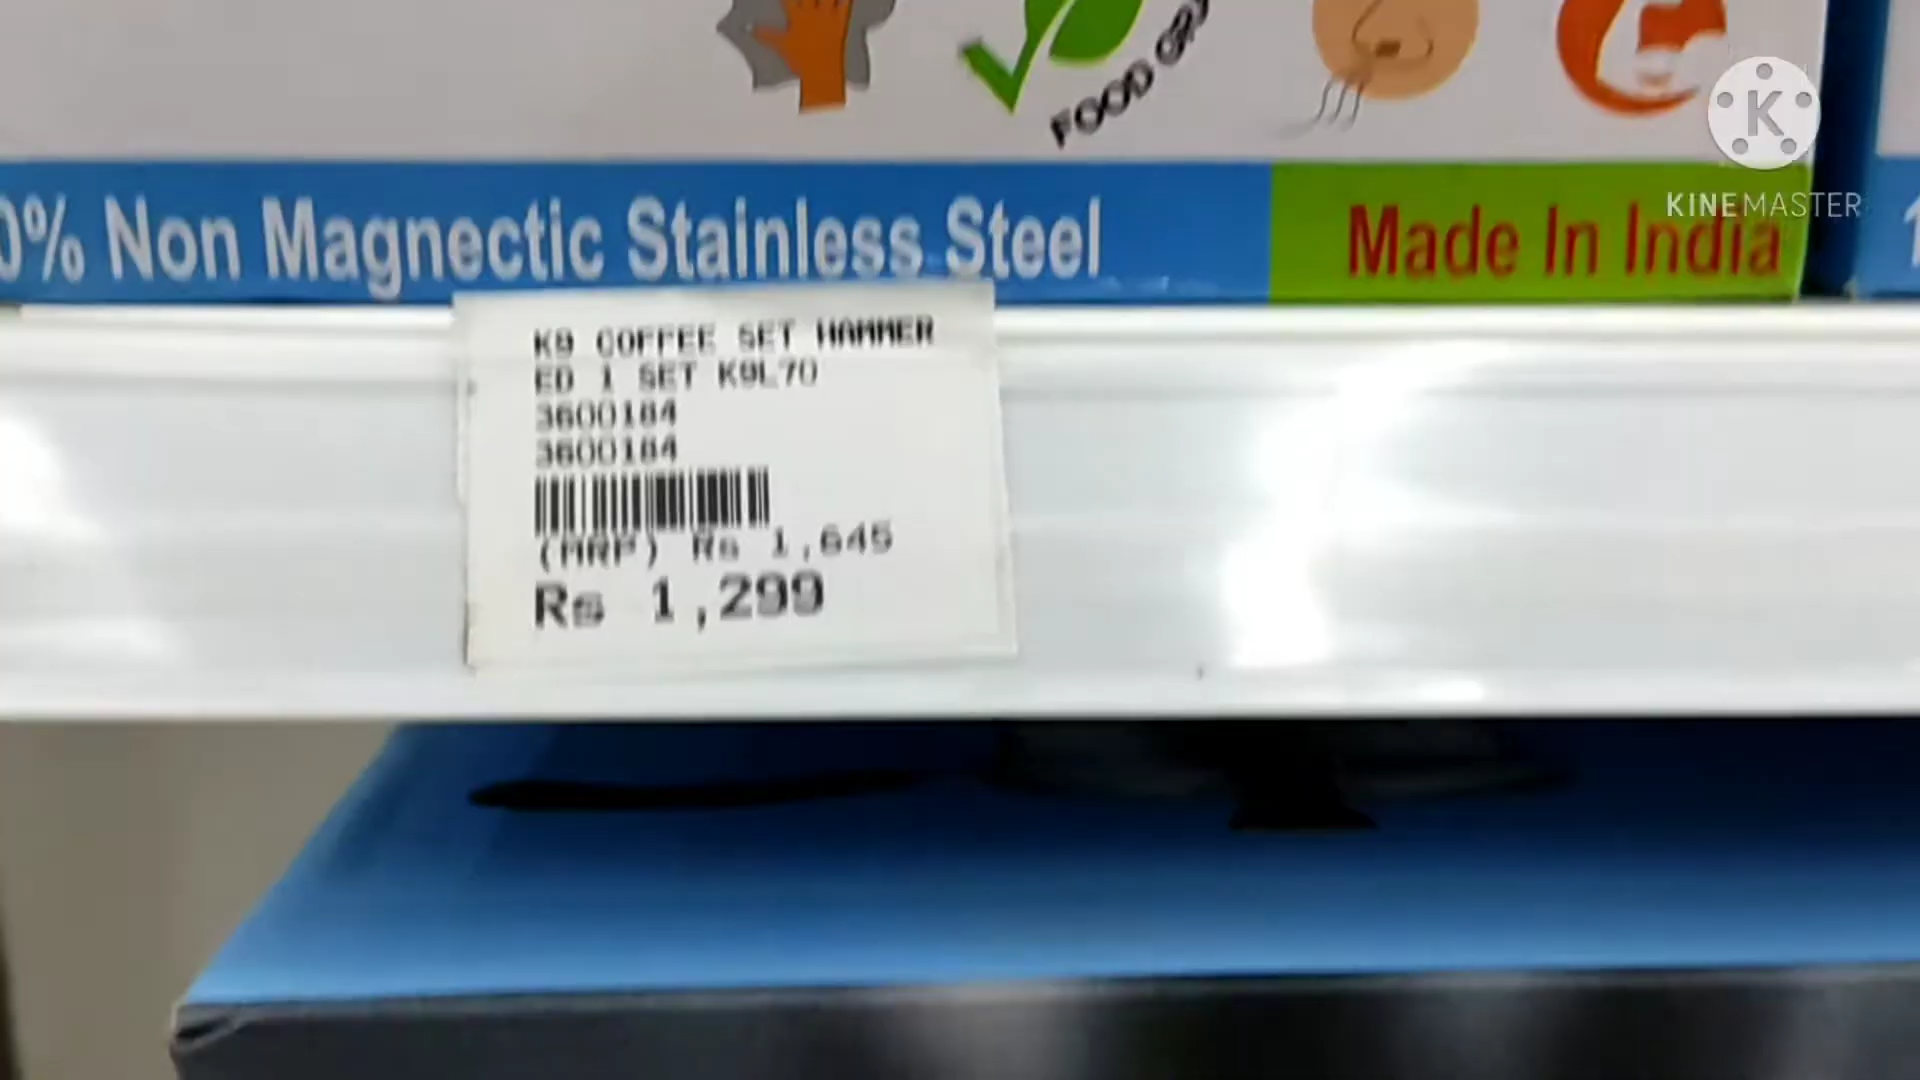 FOOD
K
KINEMASTER
0% Non Magnectic Stainless Steel
Made In India
K9 COFFEE SET HAMMER
ED 1 SET K9L70
3600184
3600184
(MRP) Rs 1,645
Rs 1,299